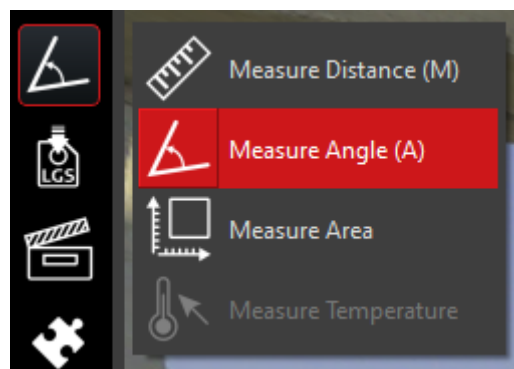 Measure Distance (M)
Measure Angle (A)
LGS
Measure Area
Measure Temperature